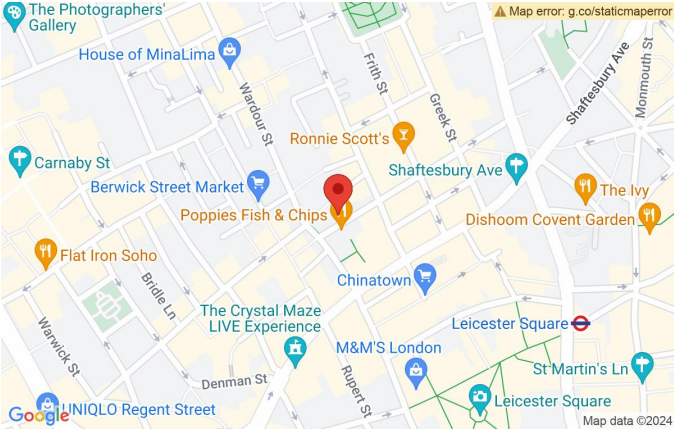 The Photographers'
Gallery
Map error: g.co/staticmaperror
House of MinaLima
Wardour St
Frith St
Greek St
Shaftesbury Ave
Monmouth St
Ronnie Scott's
Carnaby St
Shaftesbury Ave
Berwick Street Market
The Ivy
Poppies Fish & Chips
Dishoom Covent Garden
Flat Iron Soho
Bridle Ln
Chinatown
The Crystal Maze
LIVE Experience
Leicester Square
Warwick St
M&M'S London
St Martin's Ln
Denman St
Rupert St
Leicester Square
UNIQLO Regent Street
Google
Map data ©2024